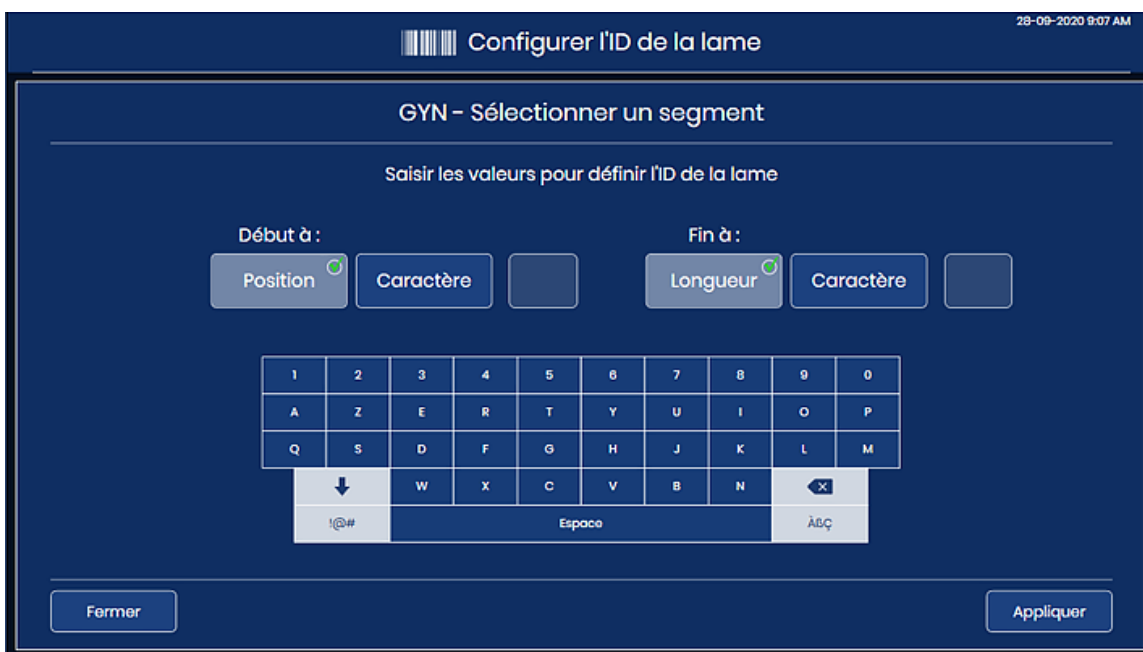 28-09-2020 9:07 AM
Configurer l'ID de la lame
GYN - Sélectionner un segment
Saisir les valeurs pour définir l'ID de la lame
Début à : Fin à :
Position Caractère Longueur Caractère
1 2 3 4 5 6 7 8 9 0
A Z E R T Y U I O P
Q S D F G H J K L M
W X C V B N
!@# Espace ÀßÇ
Fermer Appliquer